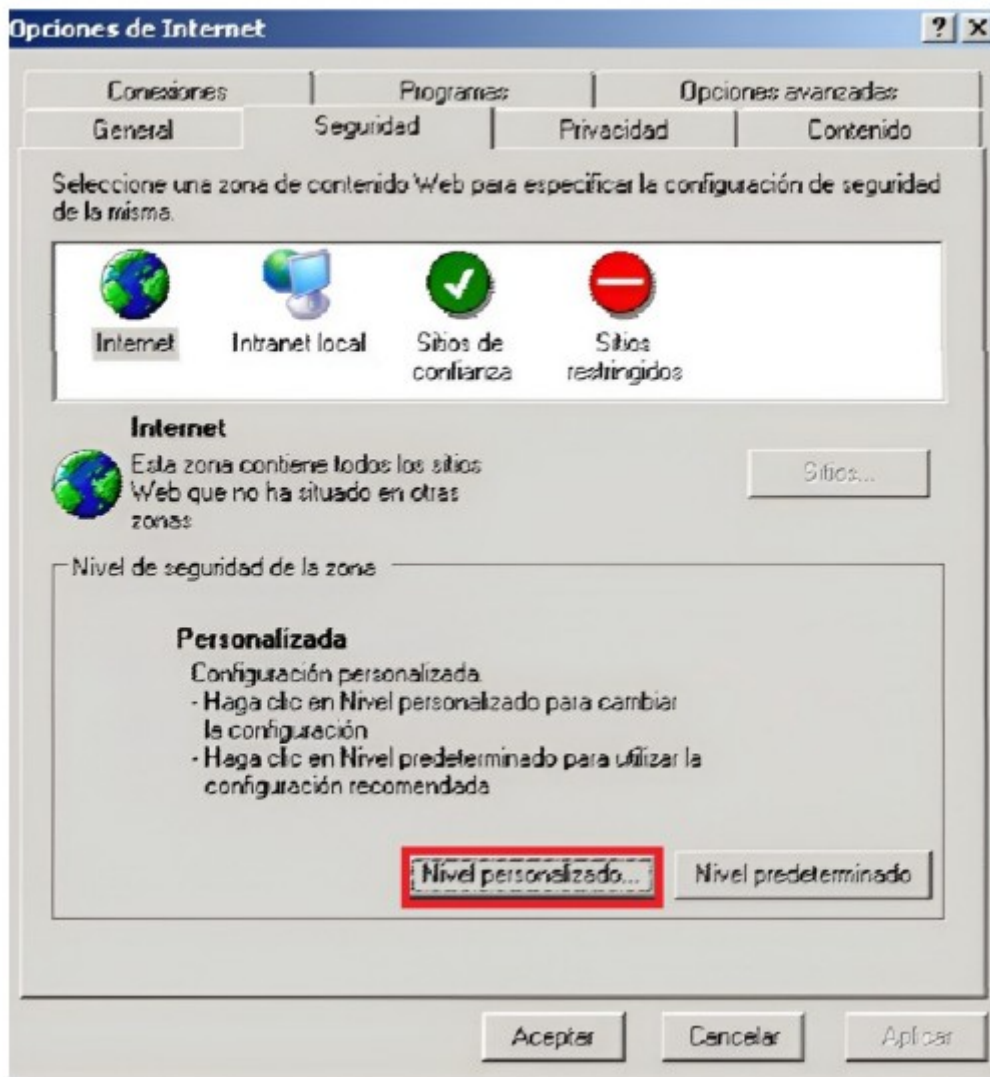 Opciones de Internet
Conexiones Programas Opciones avanzadas
General Seguridad Privacidad Contenido
Seleccione una zona de contenido Web para especificar la configuración de seguridad
de la misma.
Internet Intranet local Sitios de confianza Sitios restringidos
Internet
Esta zona contiene todos los sitios
Web que no ha situado en otras
zonas
Sitios...
Nivel de seguridad de la zona
Personalizada
Configuración personalizada.
- Haga clic en Nivel personalizado para cambiar
la configuración
- Haga clic en Nivel predeterminado para utilizar la
configuración recomendada
Nivel personalizado... Nivel predeterminado
Aceptar Cancelar Aplicar